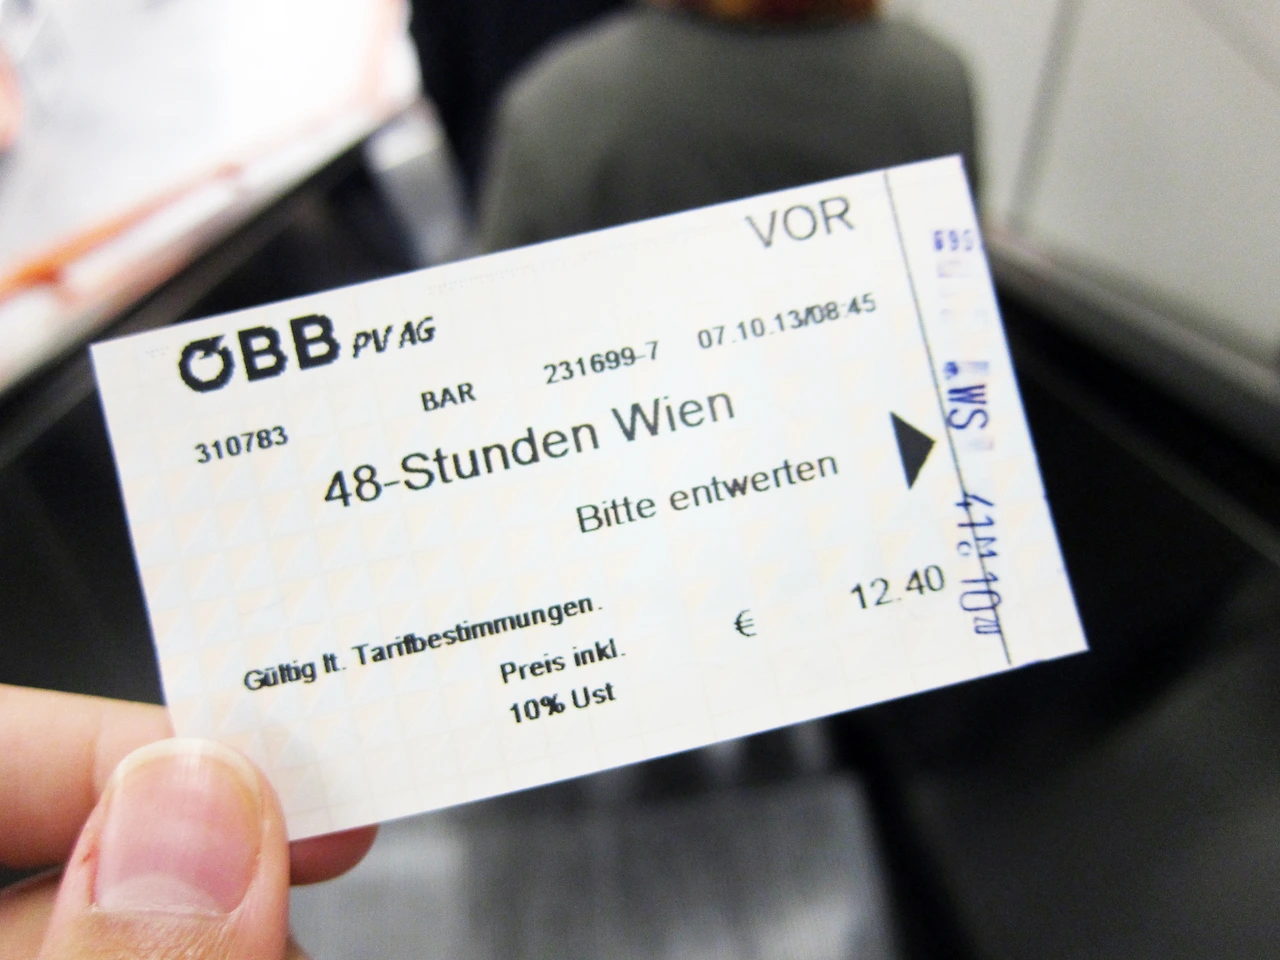 VOR
ÖBB PV AG
310783 BAR 231699-7 07.10.13/08:45
48-Stunden Wien
Bitte entwerten
€ 12.40
Gültig lt. Tarifbestimmungen.
Preis inkl.
10% Ust